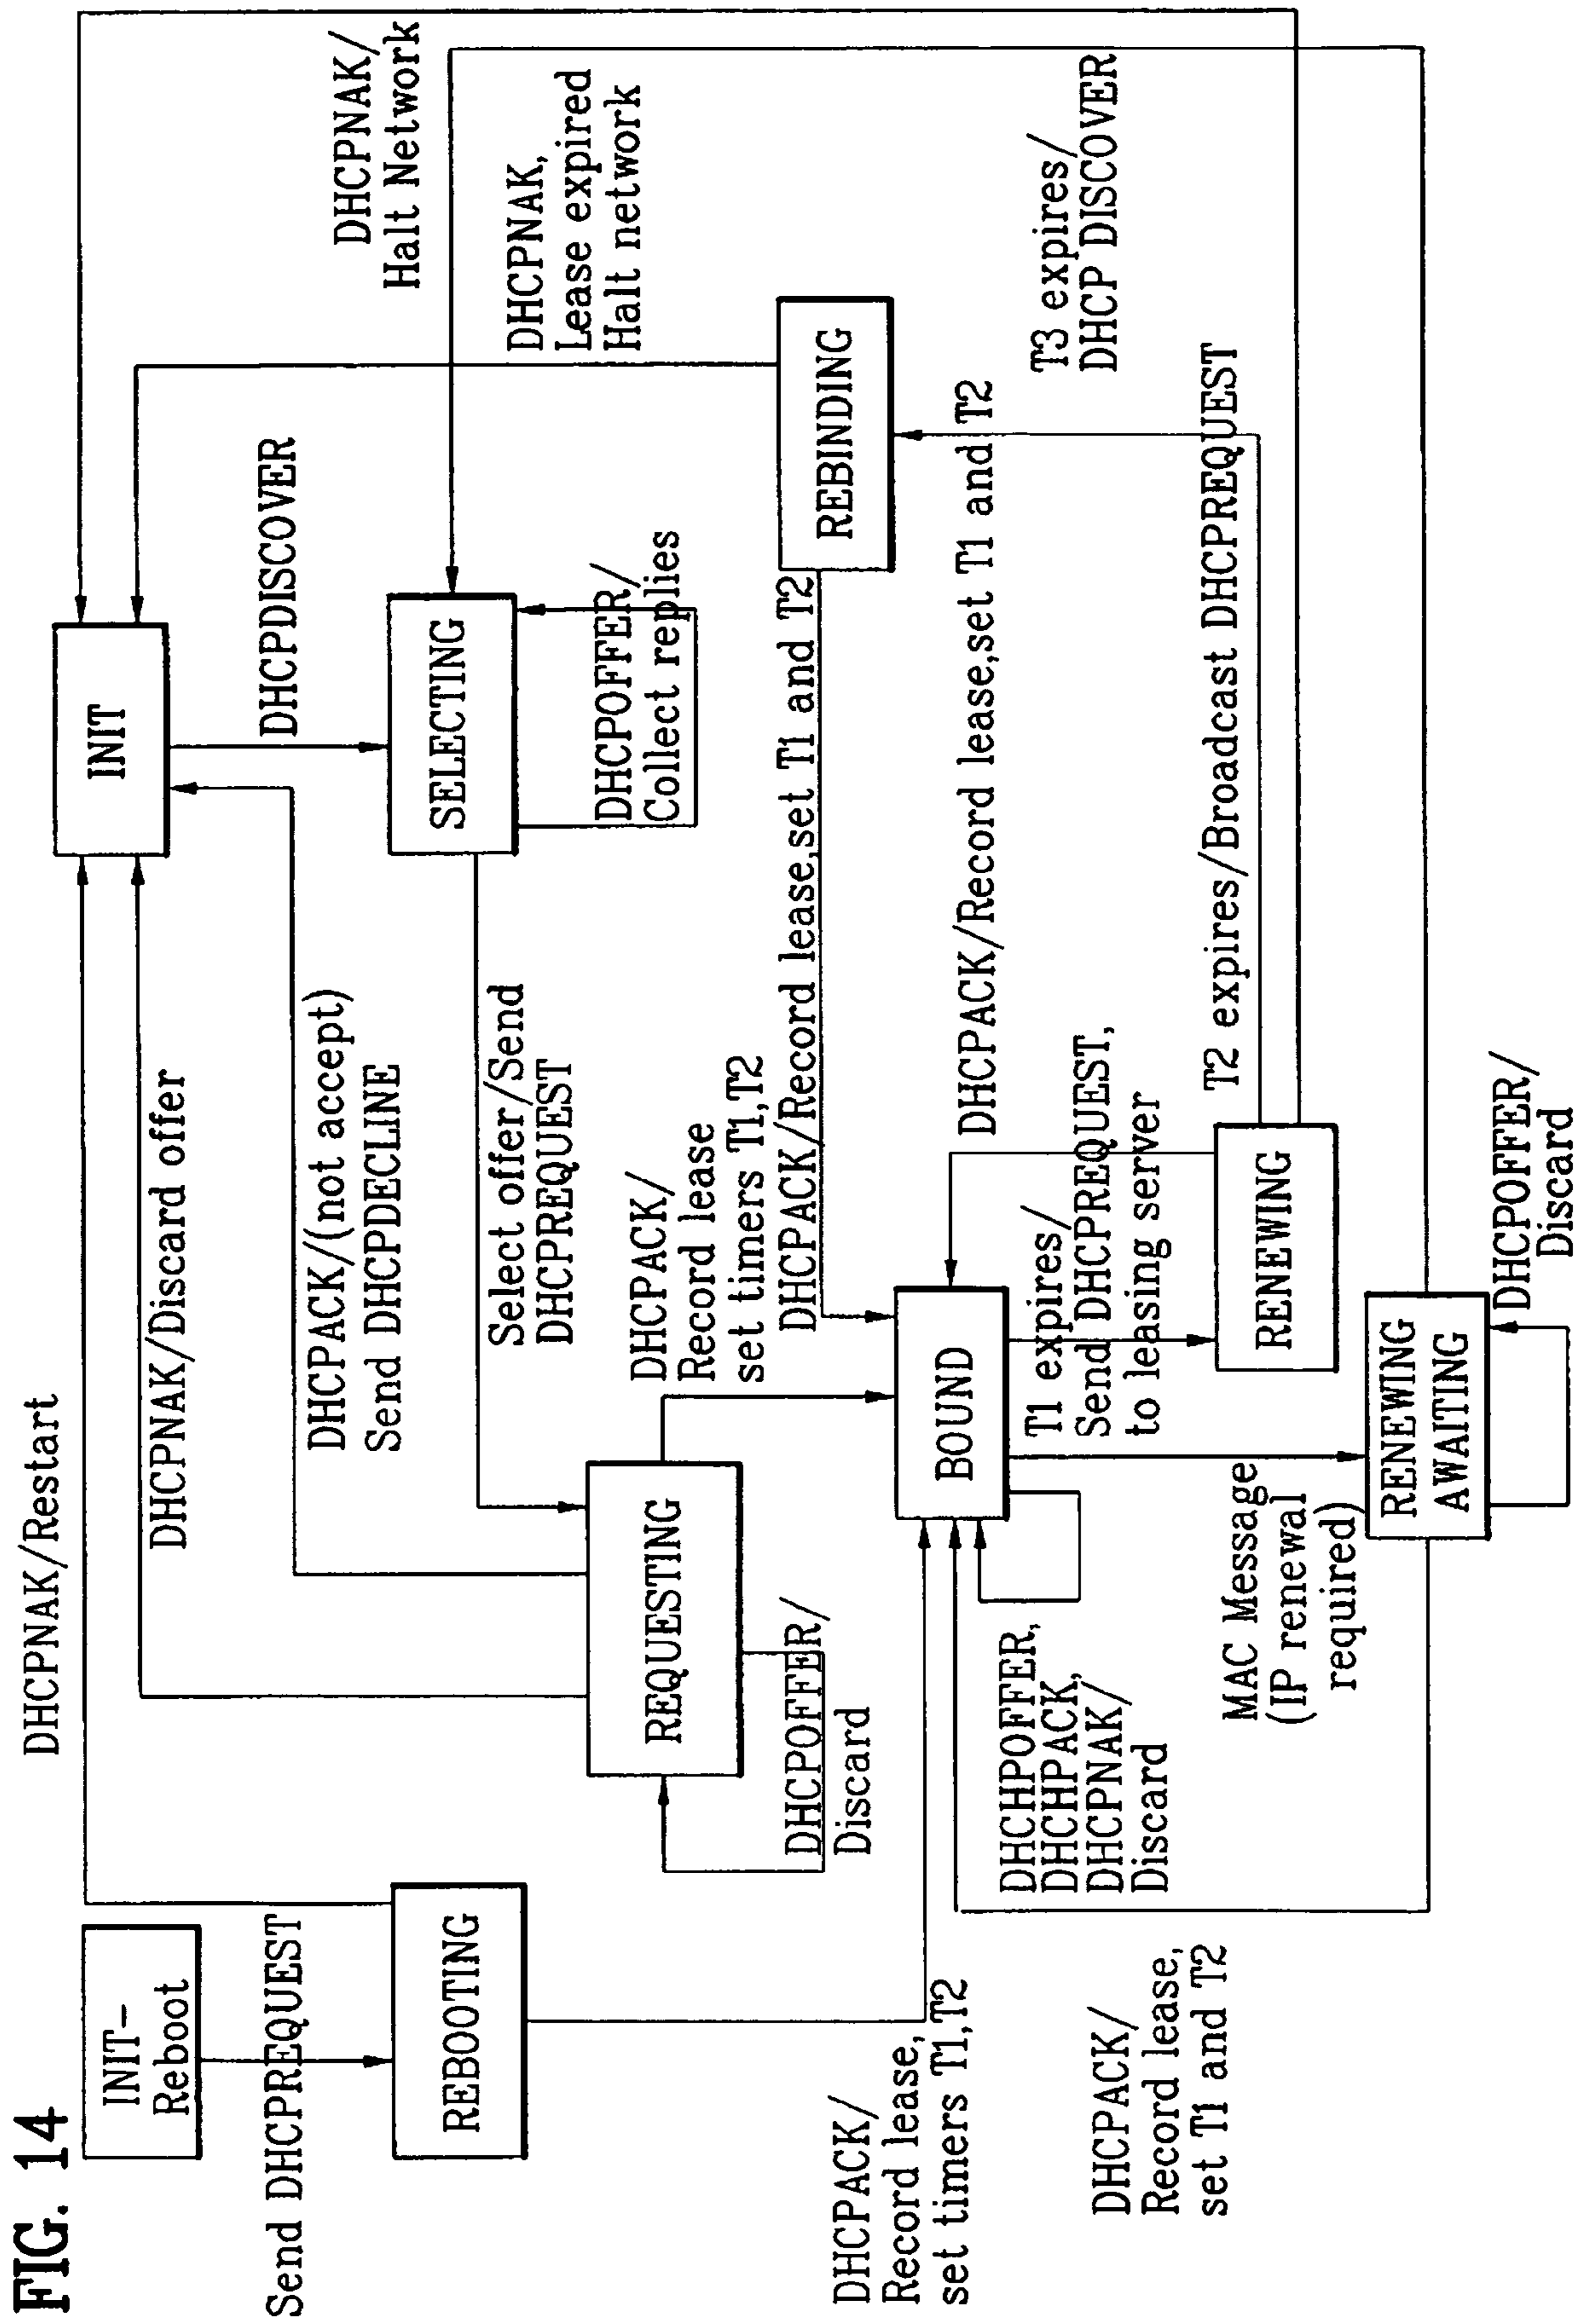 FIG. 14
DHCPNAK/Restart
INIT-
Reboot
INIT
DHCPNAK/Discard offer
DHCPNAK/
Halt Network
Send DHCPREQUEST
DHCPACK/(not accept)
Send DHCPDECLINE
DHCPDISCOVER
REBOOTING
SELECTING
Select offer/Send
DHCPREQUEST
DHCPNAK,
Lease expired
Halt network
REQUESTING
DHCPOFFER/
Collect replies
DHCPACK/
Record lease
set timers T1,T2
DHCPOFFER/
Discard
DHCPACK/Record lease,set T1 and T2
REBINDING
DHCPACK/
Record lease,
set timers T1,T2
BOUND
DHCPACK/Record lease,set T1 and T2
T3 expires/
DHCP DISCOVER
DHCHPOFFER,
DHCHPACK,
DHCPNAK/
Discard
T1 expires/
Send DHCPREQUEST,
to leasing server
DHCPACK/
Record lease,
set T1 and T2
T2 expires/Broadcast DHCPREQUEST
MAC Message
(IP renewal
required)
RENEWING
RENEWING
AWAITING
DHCPOFFER/
Discard